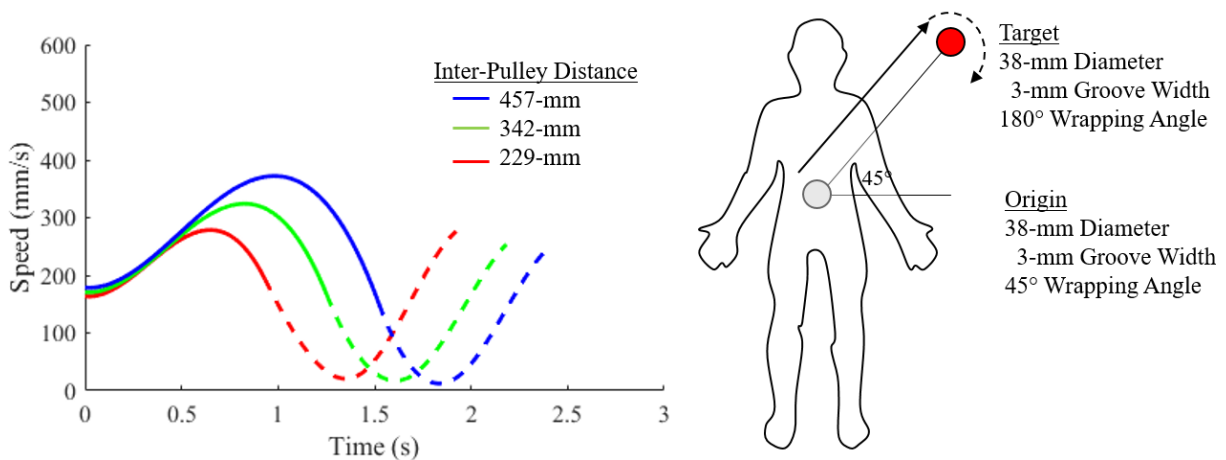 600
500
400
300
200
100
0
Speed (mm/s)
0
0.5
1
1.5
2
2.5
3
Time (s)
Inter-Pulley Distance
457-mm
342-mm
229-mm
45°
Target
38-mm Diameter
3-mm Groove Width
180° Wrapping Angle
Origin
38-mm Diameter
3-mm Groove Width
45° Wrapping Angle